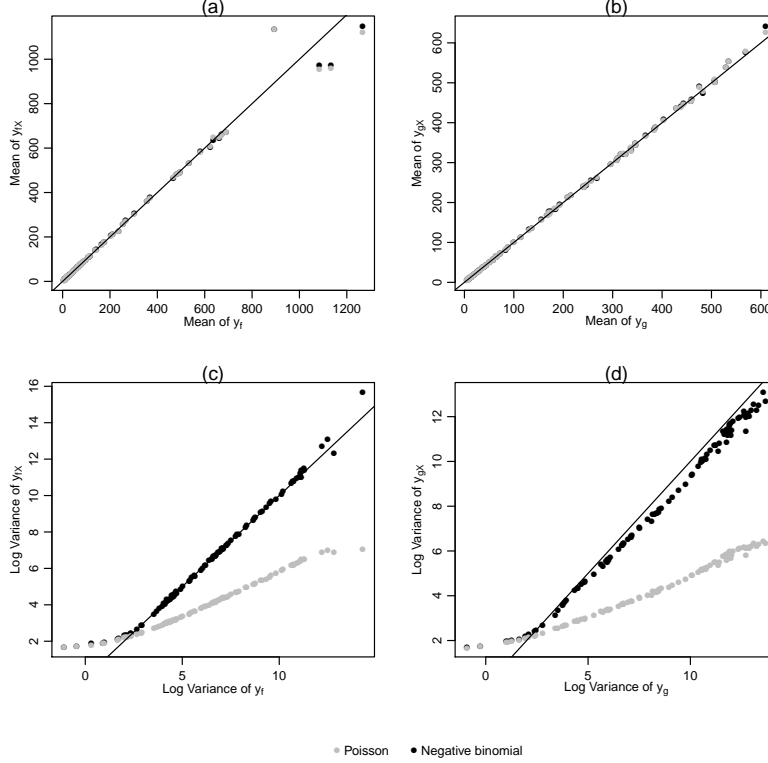 (a)
(b)
Mean of y_fX
0 200 400 600 800 1000
0 200 400 600 800 1000 1200
Mean of y_f
Mean of y_gX
0 100 200 300 400 500 600
0 100 200 300 400 500 600
Mean of y_g
(c)
(d)
Log Variance of y_fX
2 4 6 8 10 12 14 16
0 5 10
Log Variance of y_f
Log Variance of y_gX
2 4 6 8 10 12
0 5 10
Log Variance of y_g
Poisson Negative binomial